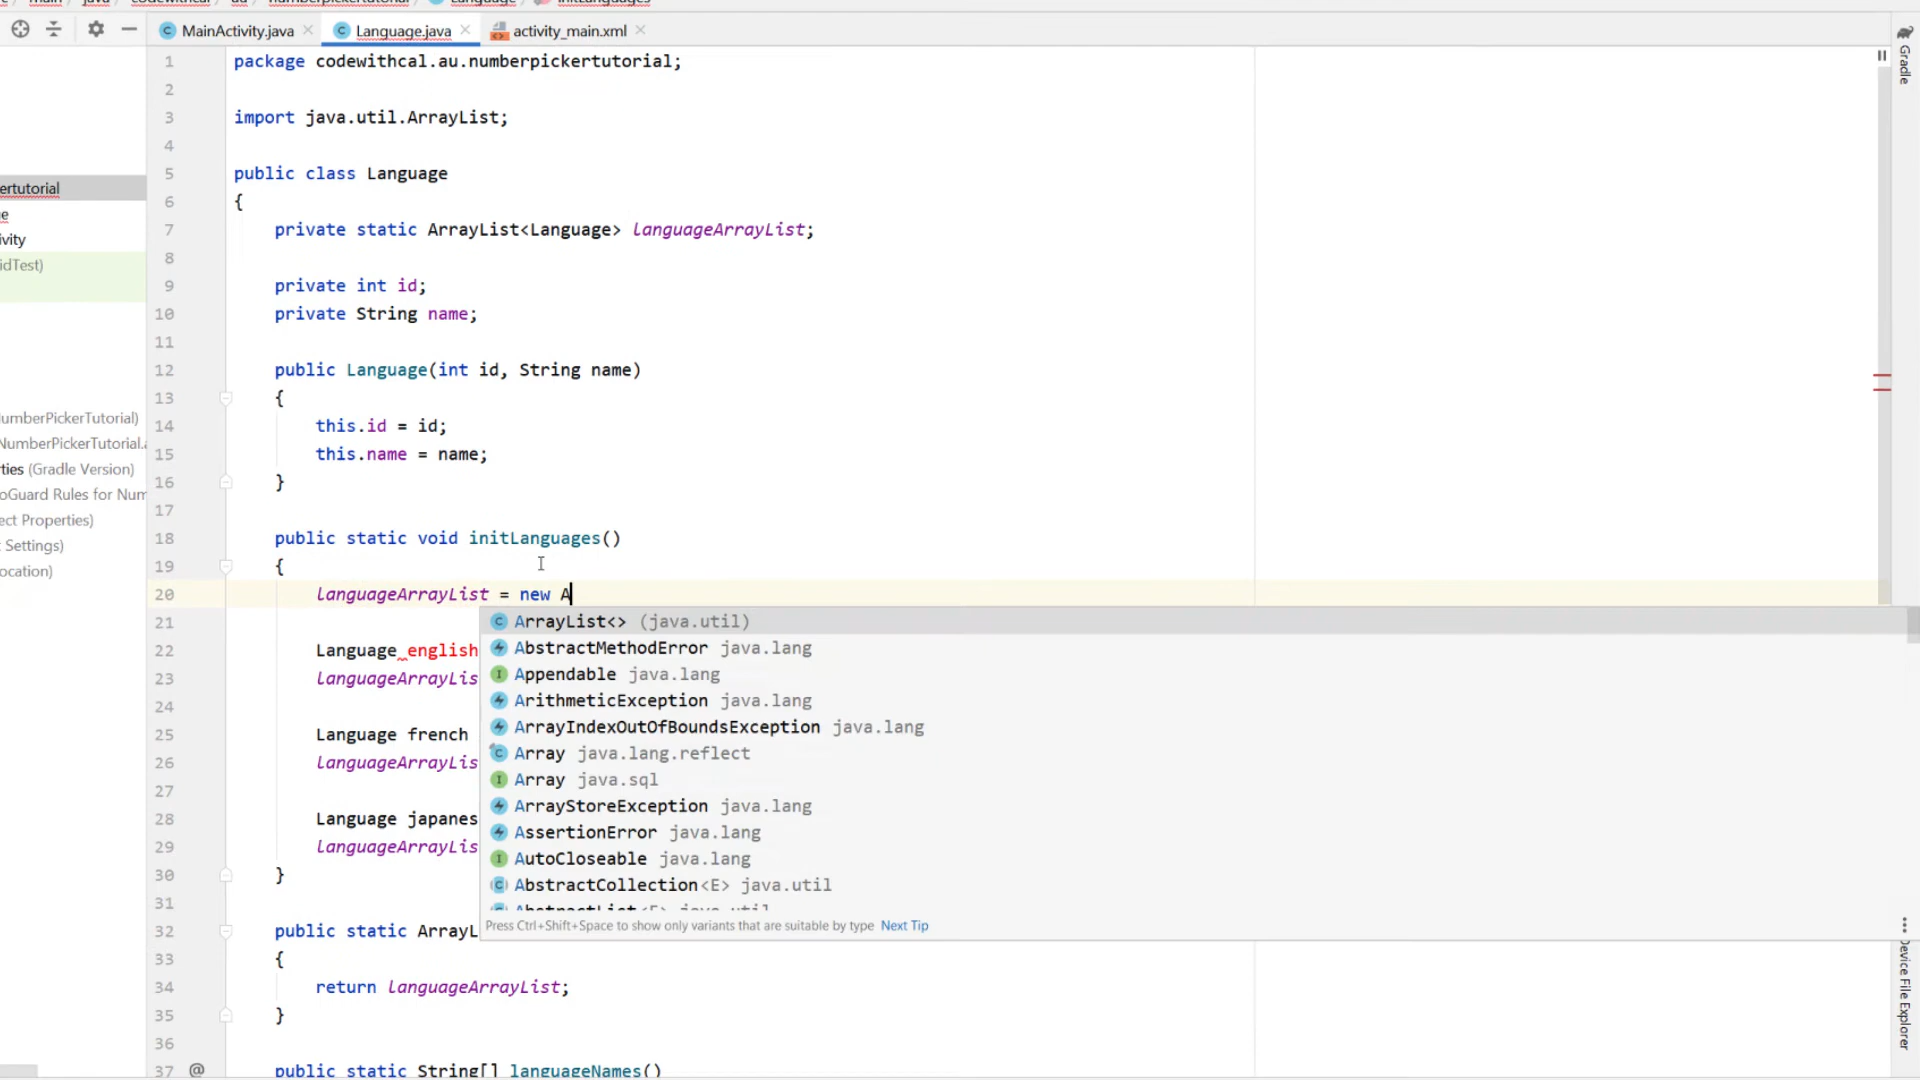 MainActivity.java
Language.java
activity_main.xml
Gradle
ertutorial
ivity
idTest)
umberPickerTutorial)
NumberPickerTutorial.
ties (Gradle Version)
oGuard Rules for Num
ect Properties)
Settings)
ocation)
1 package codewithcal.au.numberpickertutorial;
2
3 import java.util.ArrayList;
4
5 public class Language
6 {
7 private static ArrayList<Language> languageArrayList;
8
9 private int id;
10 private String name;
11
12 public Language(int id, String name)
13 {
14 this.id = id;
15 this.name = name;
16 }
17
18 public static void initLanguages()
19 {
20 languageArrayList = new A
21
22 Language english
23 languageArrayLis
24
25 Language french
26 languageArrayLis
27
28 Language japanes
29 languageArrayLis
30 }
31
32 public static ArrayL
33 {
34 return languageArrayList;
35 }
36
37 @ public static String[] languageNames()
ArrayList<> (java.util)
AbstractMethodError java.lang
Appendable java.lang
ArithmeticException java.lang
ArrayIndexOutOfBoundsException java.lang
Array java.lang.reflect
Array java.sql
ArrayStoreException java.lang
AssertionError java.lang
AutoCloseable java.lang
AbstractCollection<E> java.util
Press Ctrl+Shift+Space to show only variants that are suitable by type Next Tip
Device File Explorer